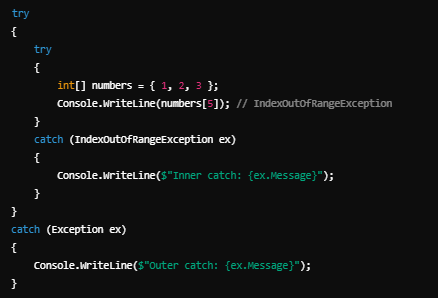 try
{
    try
    {
        int[] numbers = { 1, 2, 3 };
        Console.WriteLine(numbers[5]); // IndexOutOfRangeException
    }
    catch (IndexOutOfRangeException ex)
    {
        Console.WriteLine($"Inner catch: {ex.Message}");
    }
}
catch (Exception ex)
{
    Console.WriteLine($"Outer catch: {ex.Message}");
}